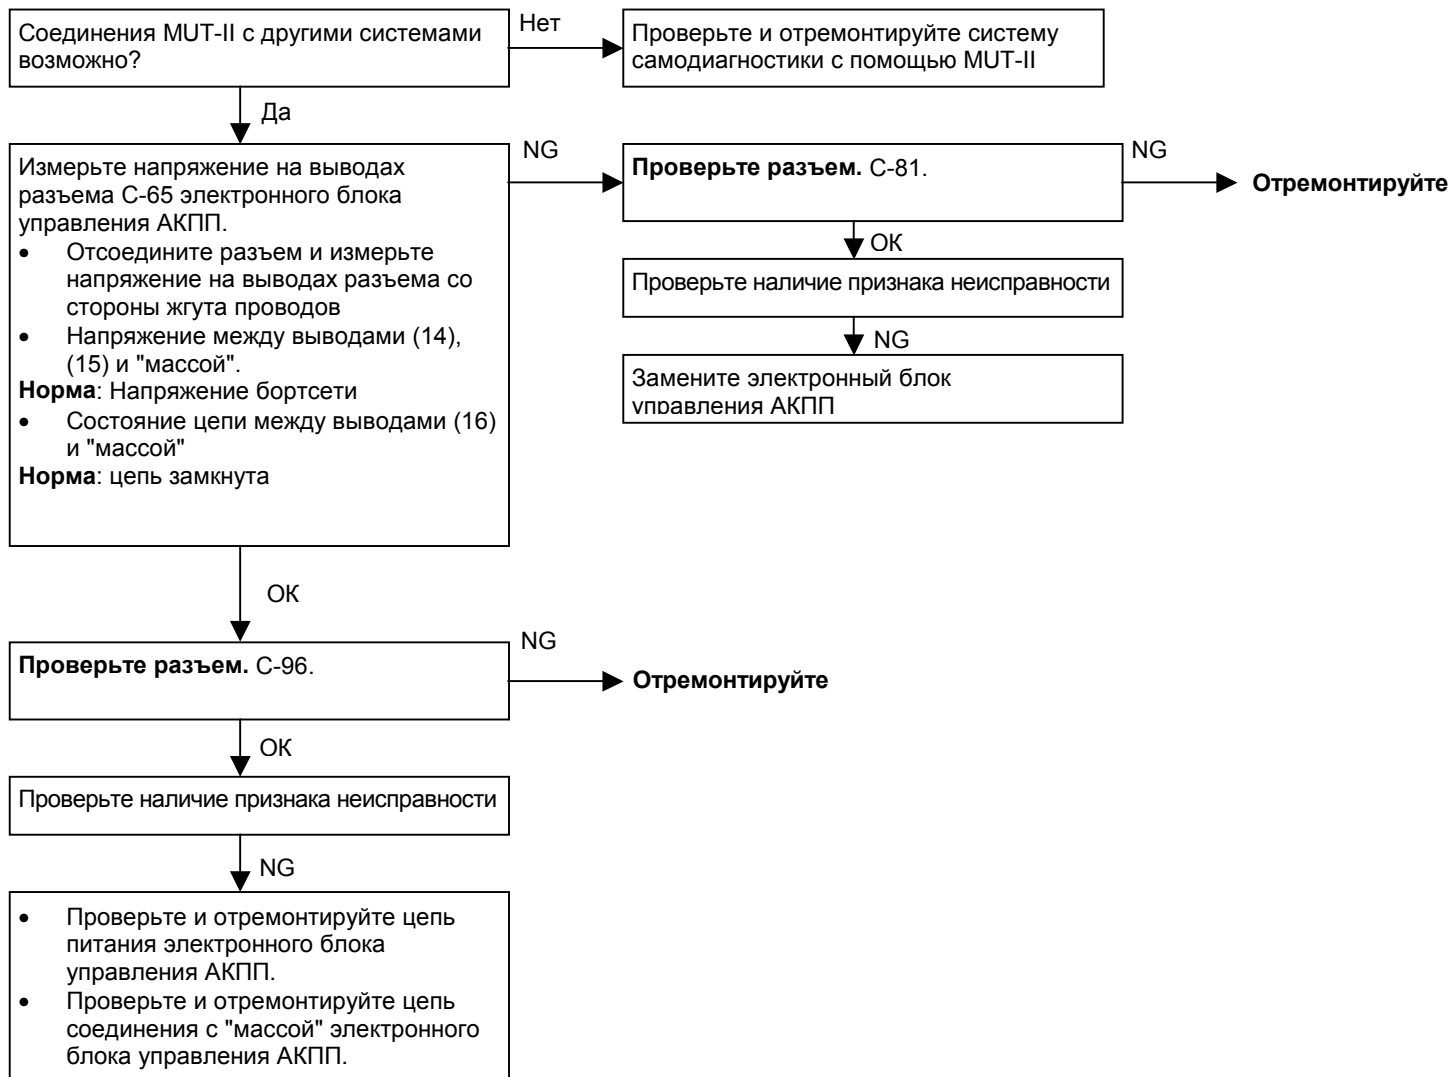 Соединения MUT-II с другими системами
возможно?
Нет
Проверьте и отремонтируйте систему
самодиагностики с помощью MUT-II
Да
Измерьте напряжение на выводах
разъема С-65 электронного блока
управления АКПП.
• Отсоедините разъем и измерьте
напряжение на выводах разъема со
стороны жгута проводов
• Напряжение между выводами (14),
(15) и "массой".
Норма: Напряжение бортсети
• Состояние цепи между выводами (16)
и "массой"
Норма: цепь замкнута
NG
Проверьте разъем. С-81.
NG
Отремонтируйте
ОК
Проверьте наличие признака неисправности
NG
Замените электронный блок
управления АКПП
ОК
Проверьте разъем. С-96.
NG
Отремонтируйте
ОК
Проверьте наличие признака неисправности
NG
• Проверьте и отремонтируйте цепь
питания электронного блока
управления АКПП.
• Проверьте и отремонтируйте цепь
соединения с "массой" электронного
блока управления АКПП.